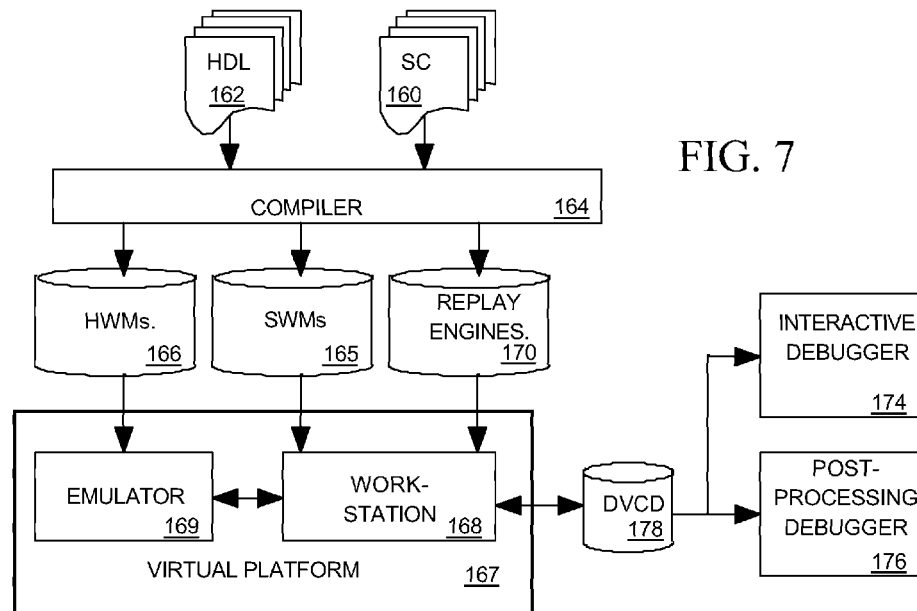 HDL
162
SC
160
FIG. 7
COMPILER
164
HWMs.
166
SWMs
165
REPLAY
ENGINES.
170
INTERACTIVE
DEBUGGER
174
EMULATOR
169
WORK-
STATION
168
DVCD
178
POST-
PROCESSING
DEBUGGER
176
VIRTUAL PLATFORM
167